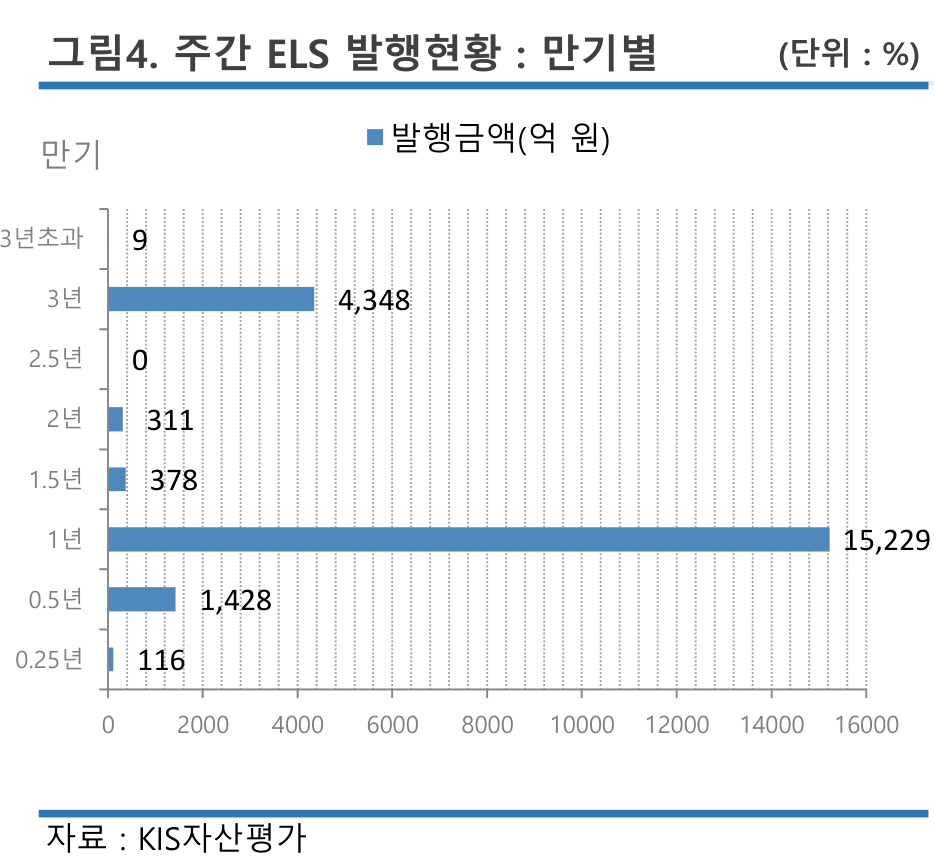 그림4. 주간 ELS 발행현황 : 만기별 (단위 : %)
발행금액(억 원)
만기
3년초과 9
3년 4,348
2.5년 0
2년 311
1.5년 378
1년 15,229
0.5년 1,428
0.25년 116
0 2000 4000 6000 8000 10000 12000 14000 16000
자료 : KIS자산평가